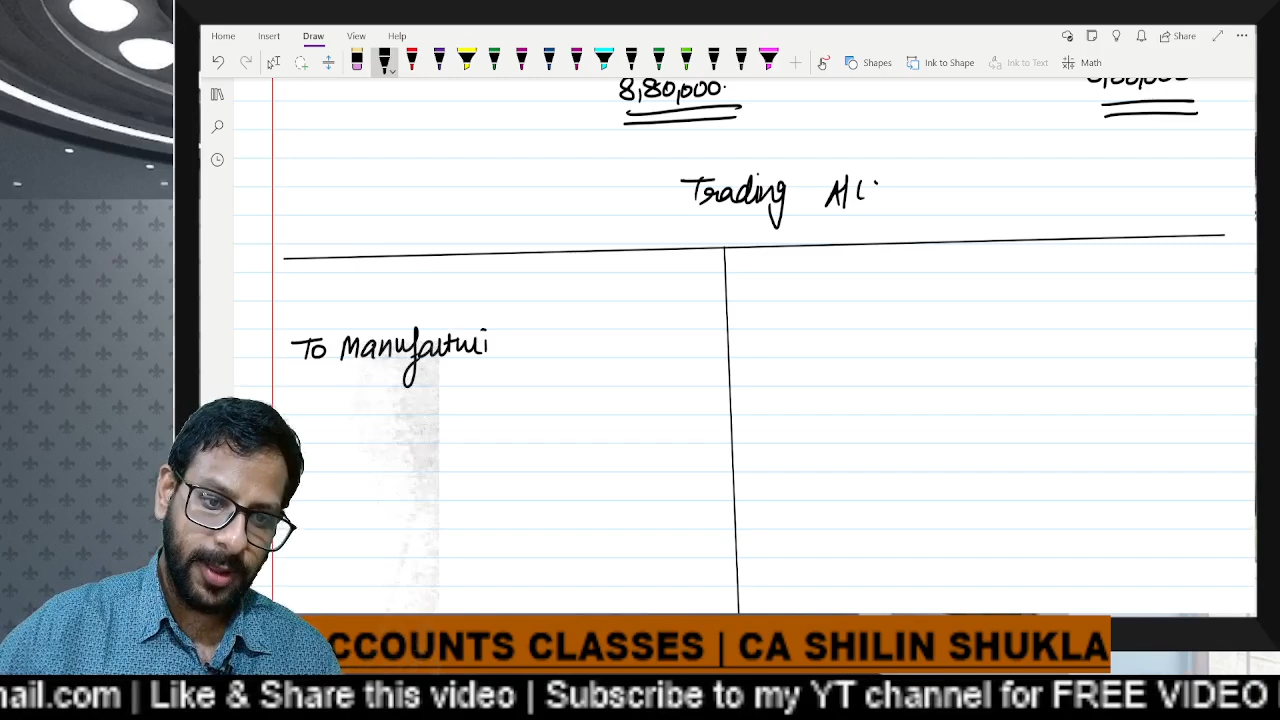 Home Insert Draw View Help Share
Shapes Ink to Shape Ink to Text Math
8,80,000.
Trading A/C
To Manufacturi
CCOUNTS CLASSES | CA SHILIN SHUKLA
mail.com | Like & Share this video | Subscribe to my YT channel for FREE VIDEO